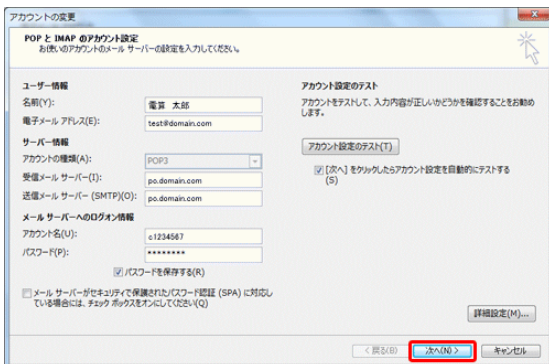 アカウントの変更
POP と IMAP のアカウント設定
お使いのアカウントのメール サーバーの設定を入力してください。
ユーザー情報
名前(Y):
電算 太郎
電子メール アドレス(E):
test@domain.com
サーバー情報
アカウントの種類(A):
POP3
受信メール サーバー(I):
po.domain.com
送信メール サーバー (SMTP)(O):
po.domain.com
メール サーバーへのログオン情報
アカウント名(U):
c1234567
パスワード(P):
********
パスワードを保存する(R)
メール サーバーがセキュリティで保護されたパスワード認証 (SPA) に対応し
ている場合には、チェック ボックスをオンにしてください(Q)
アカウント設定のテスト
アカウントをテストして、入力内容が正しいかどうかを確認することをお勧め
します。
アカウント設定のテスト(T)
[次へ] をクリックしたらアカウント設定を自動的にテストする
(S)
詳細設定(M)...
< 戻る(B)
次へ(N) >
キャンセル